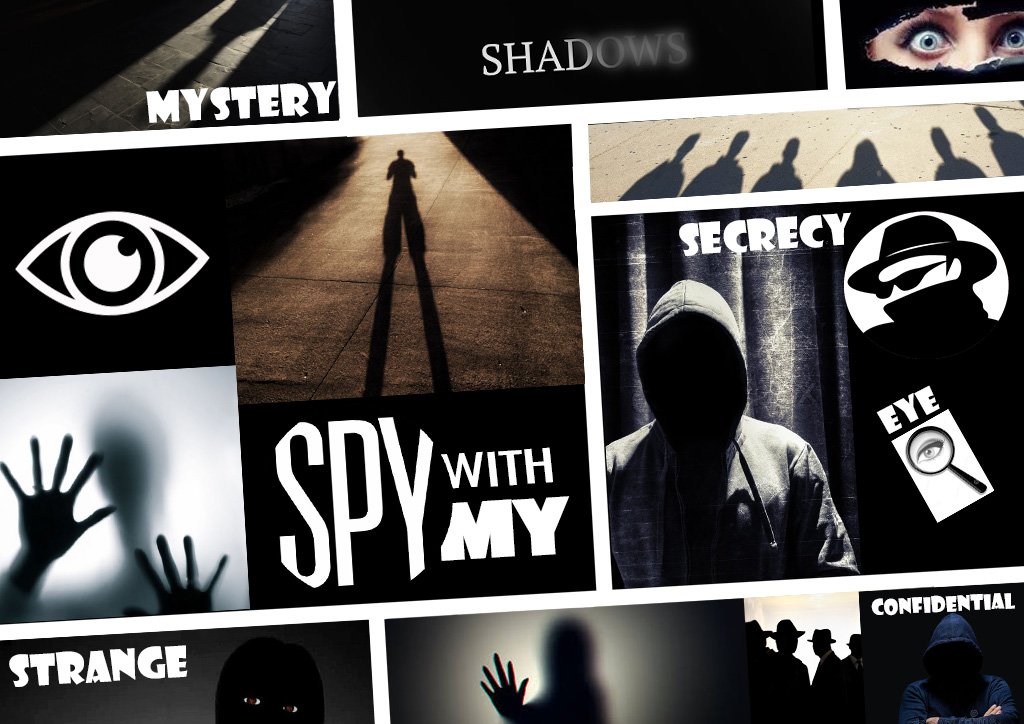 MYSTERY
SHADOWS
SECRECY
EYE
SPY
WITH
MY
STRANGE
CONFIDENTIAL